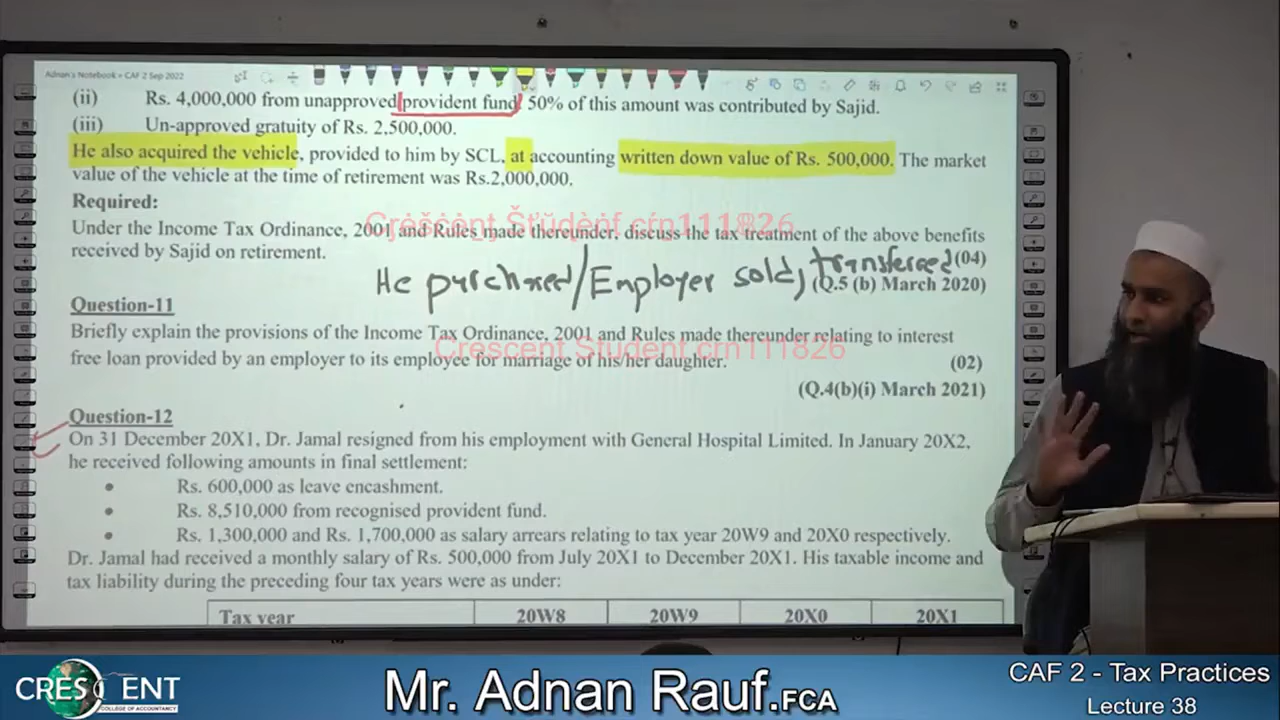 Adnan's Notebook » CAF 2 Sep 2022
(ii) Rs. 4,000,000 from unapproved provident fund. 50% of this amount was contributed by Sajid.
(iii) Un-approved gratuity of Rs. 2,500,000.
He also acquired the vehicle, provided to him by SCL, at accounting written down value of Rs. 500,000. The market
value of the vehicle at the time of retirement was Rs.2,000,000.
Required:
Crėšċėnt Šťŭḋėńť cŕn111826
Under the Income Tax Ordinance, 2001 and Rules made thereunder, discuss the tax treatment of the above benefits
received by Sajid on retirement. (04)
He purchased/Employer sold, transferred
(Q.5 (b) March 2020)
Question-11
Briefly explain the provisions of the Income Tax Ordinance, 2001 and Rules made thereunder relating to interest
Crescent Student crn111826
free loan provided by an employer to its employee for marriage of his/her daughter. (02)
(Q.4(b)(i) March 2021)
Question-12
On 31 December 20X1, Dr. Jamal resigned from his employment with General Hospital Limited. In January 20X2,
he received following amounts in final settlement:
• Rs. 600,000 as leave encashment.
• Rs. 8,510,000 from recognised provident fund.
• Rs. 1,300,000 and Rs. 1,700,000 as salary arrears relating to tax year 20W9 and 20X0 respectively.
Dr. Jamal had received a monthly salary of Rs. 500,000 from July 20X1 to December 20X1. His taxable income and
tax liability during the preceding four tax years were as under:
Tax year 20W8 20W9 20X0 20X1
CRESCENT
COLLEGE OF ACCOUNTANCY
Mr. Adnan Rauf.FCA
CAF 2 - Tax Practices
Lecture 38